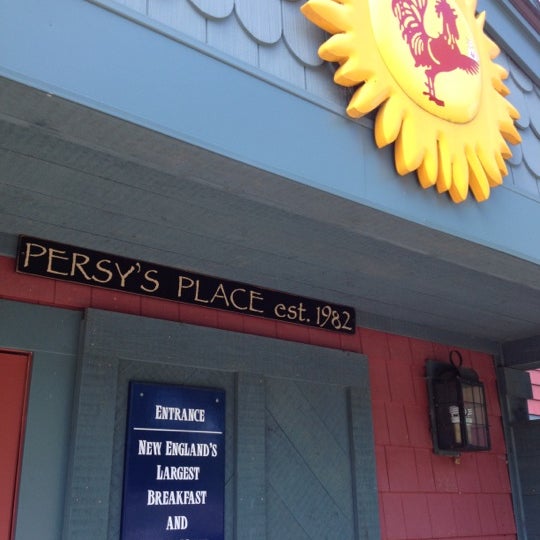 PERSY'S PLACE est. 1982
ENTRANCE
NEW ENGLAND'S
LARGEST
BREAKFAST
AND